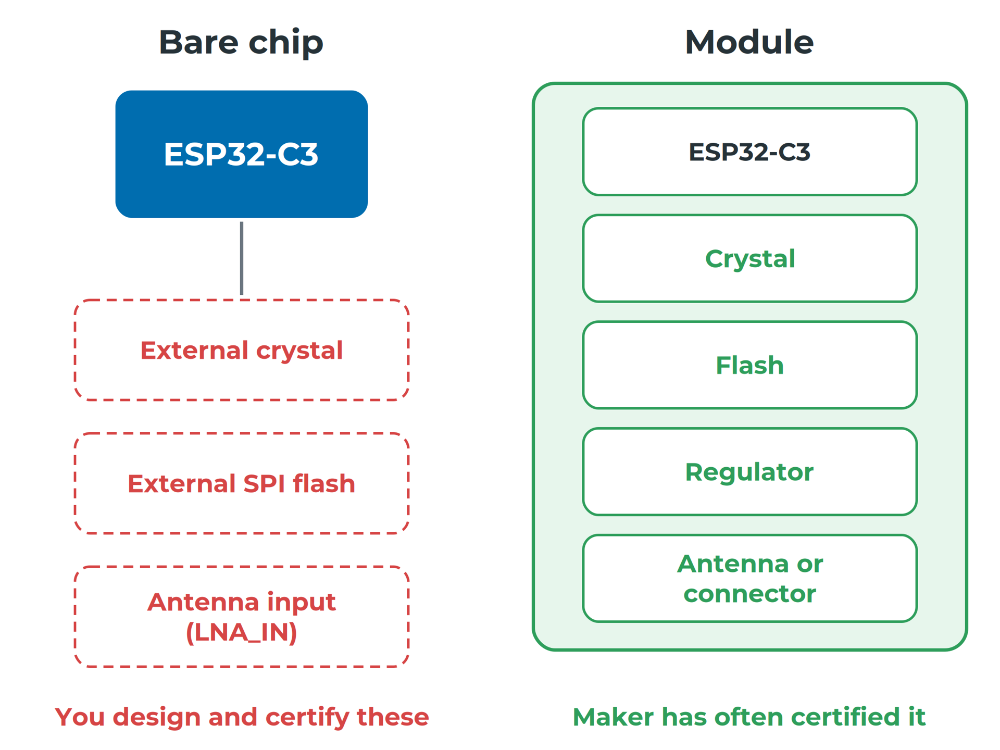 Bare chip
ESP32-C3
External crystal
External SPI flash
Antenna input
(LNA_IN)
You design and certify these
Module
ESP32-C3
Crystal
Flash
Regulator
Antenna or
connector
Maker has often certified it